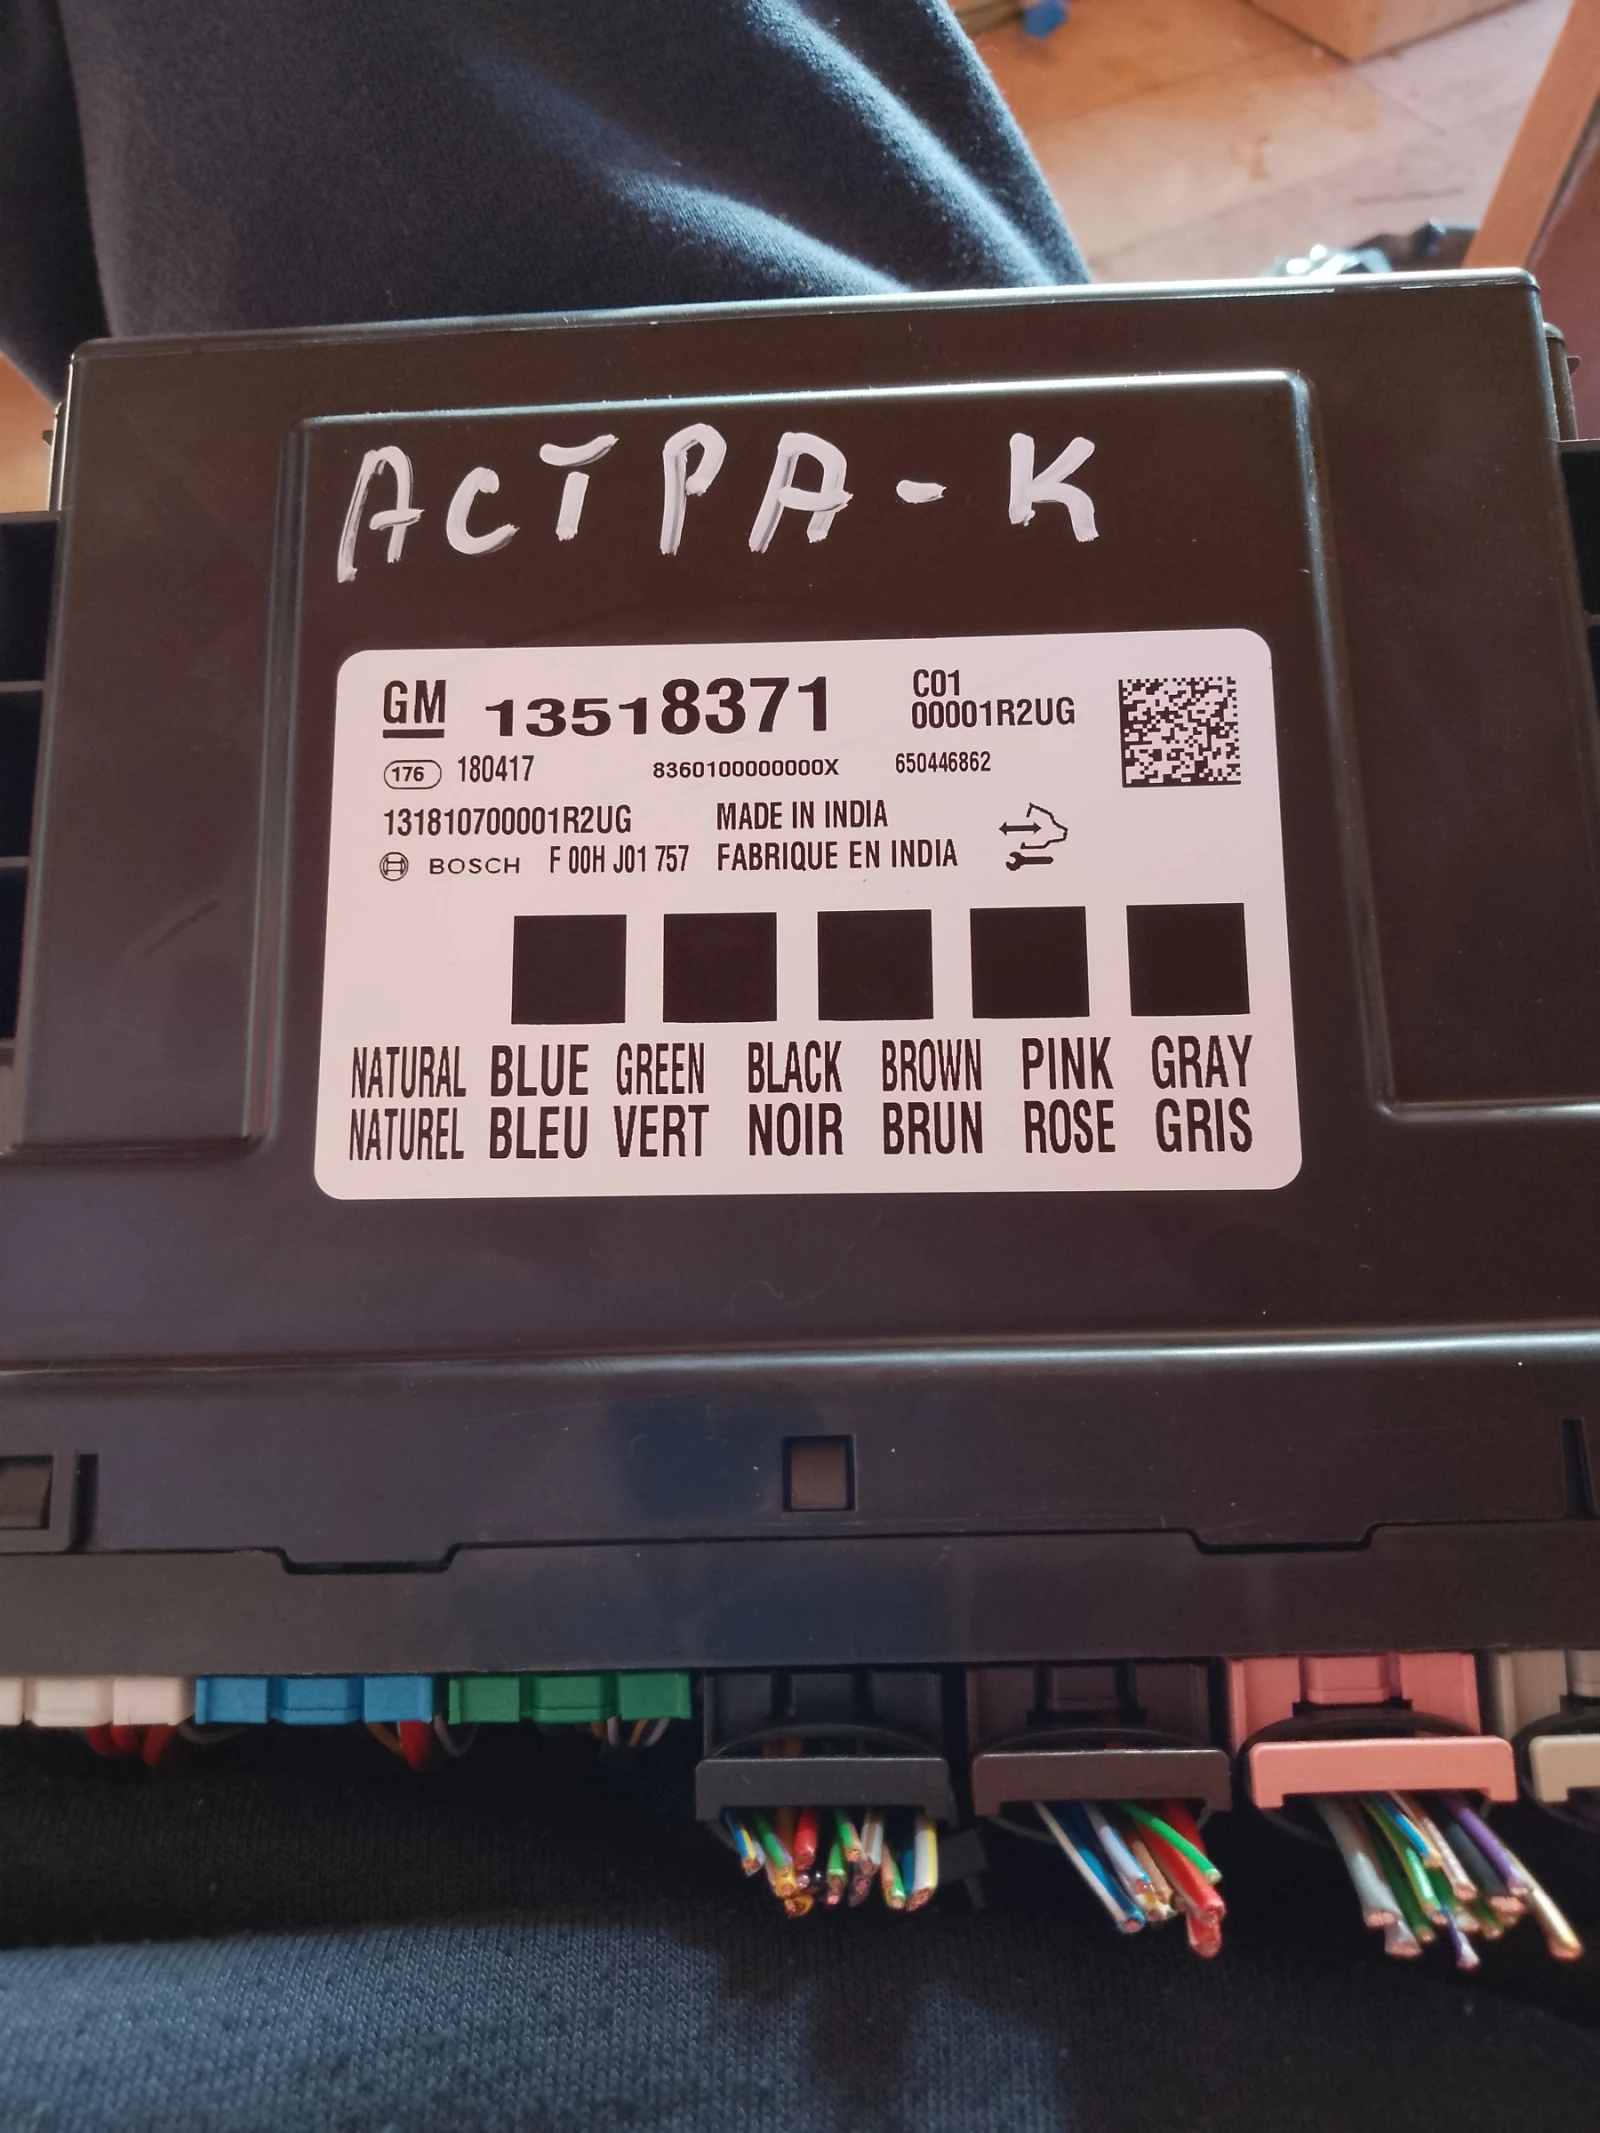 АСТРА-К
GM 13518371 C01
00001R2UG
176 180417 8360100000000X 650446862
131810700001R2UG MADE IN INDIA
BOSCH F 00H J01 757 FABRIQUE EN INDIA
NATURAL BLUE GREEN BLACK BROWN PINK GRAY
NATUREL BLEU VERT NOIR BRUN ROSE GRIS